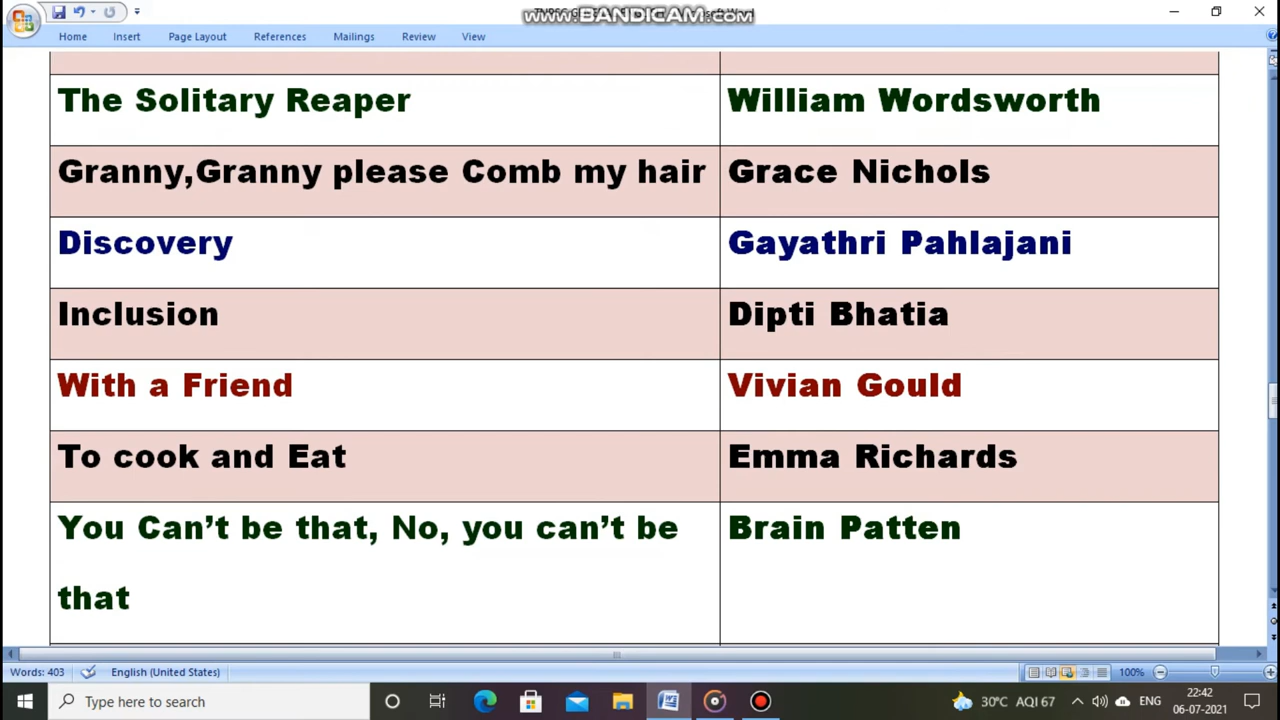 www.BANDICAM.com
Home Insert Page Layout References Mailings Review View
The Solitary Reaper William Wordsworth
Granny,Granny please Comb my hair Grace Nichols
Discovery Gayathri Pahlajani
Inclusion Dipti Bhatia
With a Friend Vivian Gould
To cook and Eat Emma Richards
You Can’t be that, No, you can’t be Brain Patten
that
Words: 403 English (United States) 100%
Type here to search 30°C AQI 67 ENG 22:42
06-07-2021